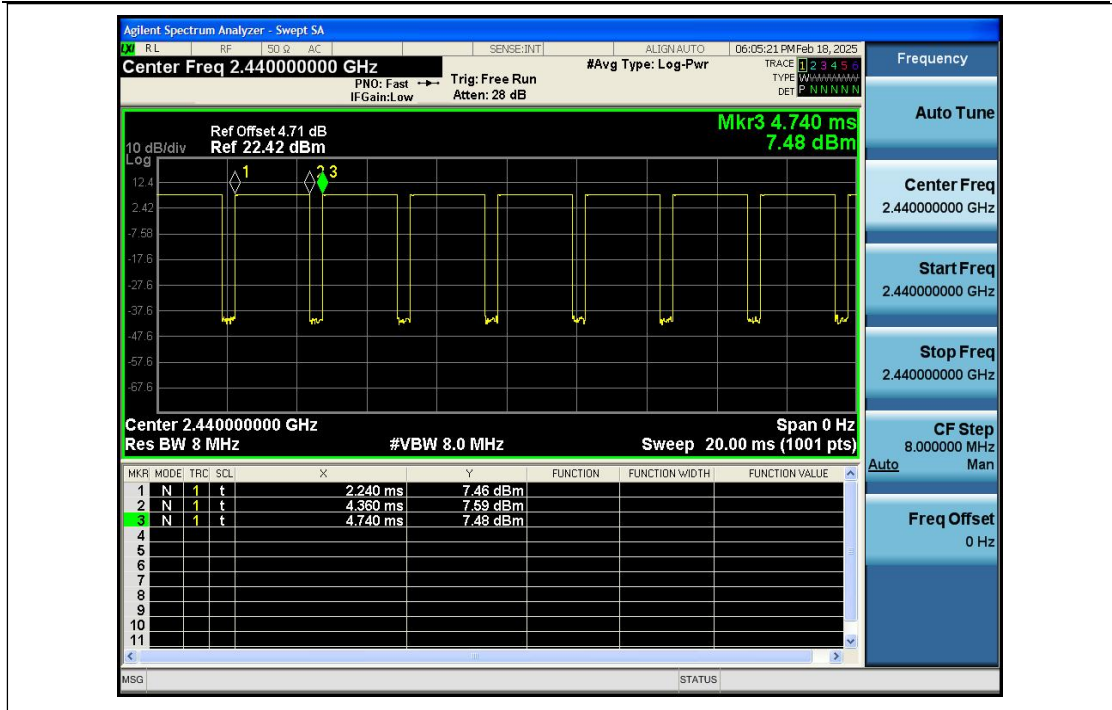 Agilent Spectrum Analyzer - Swept SA
LXI RL RF 50 Ω AC SENSE:INT ALIGN AUTO 06:05:21 PM Feb 18, 2025
Center Freq 2.440000000 GHz
PNO: Fast
IFGain:Low
Trig: Free Run
Atten: 28 dB
#Avg Type: Log-Pwr
TRACE 1 2 3 4 5 6
TYPE
DET P N N N N N
Mkr3 4.740 ms
7.48 dBm
Ref Offset 4.71 dB
10 dB/div Ref 22.42 dBm
Log
1 2 3
12.4
2.42
-7.58
-17.6
-27.6
-37.6
-47.6
-57.6
-67.6
Center 2.440000000 GHz Span 0 Hz
Res BW 8 MHz #VBW 8.0 MHz Sweep 20.00 ms (1001 pts)
MKR MODE TRC SCL X Y FUNCTION FUNCTION WIDTH FUNCTION VALUE
1 N 1 t 2.240 ms 7.46 dBm
2 N 1 t 4.360 ms 7.59 dBm
3 N 1 t 4.740 ms 7.48 dBm
4
5
6
7
8
9
10
11
MSG STATUS
Frequency
Auto Tune
Center Freq
2.440000000 GHz
Start Freq
2.440000000 GHz
Stop Freq
2.440000000 GHz
CF Step
8.000000 MHz
Auto Man
Freq Offset
0 Hz